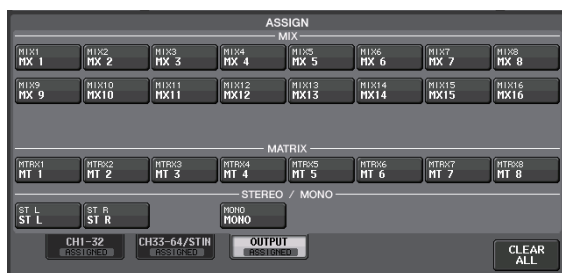 ASSIGN
MIX
MIX1 MIX2 MIX3 MIX4 MIX5 MIX6 MIX7 MIX8
MX 1 MX 2 MX 3 MX 4 MX 5 MX 6 MX 7 MX 8
MIX9 MIX10 MIX11 MIX12 MIX13 MIX14 MIX15 MIX16
MX 9 MX10 MX11 MX12 MX13 MX14 MX15 MX16
MATRIX
MTRX1 MTRX2 MTRX3 MTRX4 MTRX5 MTRX6 MTRX7 MTRX8
MT 1 MT 2 MT 3 MT 4 MT 5 MT 6 MT 7 MT 8
STEREO / MONO
ST L ST R MONO
ST L ST R MONO
CH1-32 CH33-64/STIN OUTPUT
ASSIGNED ASSIGNED ASSIGNED
CLEAR
ALL